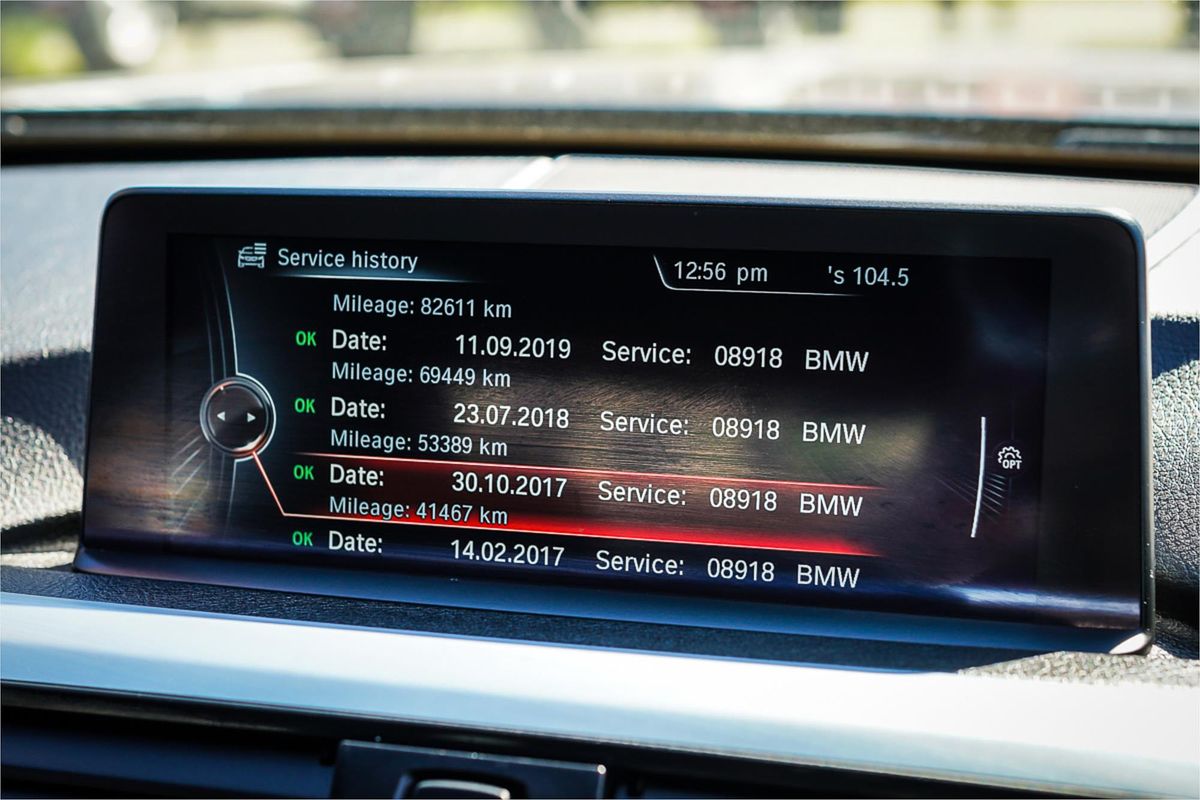 Service history
12:56 pm
's 104.5
Mileage: 82611 km
OK Date: 11.09.2019 Service: 08918 BMW
Mileage: 69449 km
OK Date: 23.07.2018 Service: 08918 BMW
Mileage: 53389 km
OK Date: 30.10.2017 Service: 08918 BMW
Mileage: 41467 km
OK Date: 14.02.2017 Service: 08918 BMW
OPT